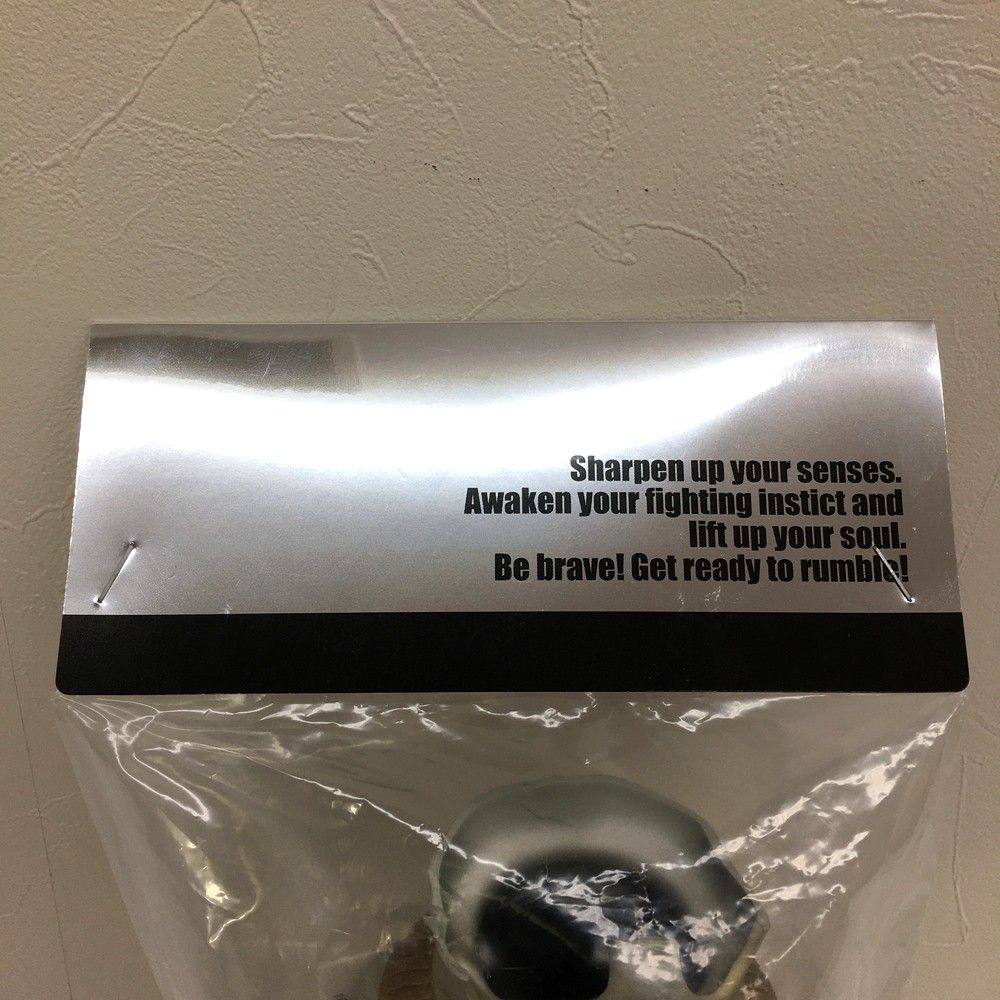 Sharpen up your senses.
Awaken your fighting instict and
lift up your soul.
Be brave! Get ready to rumble!